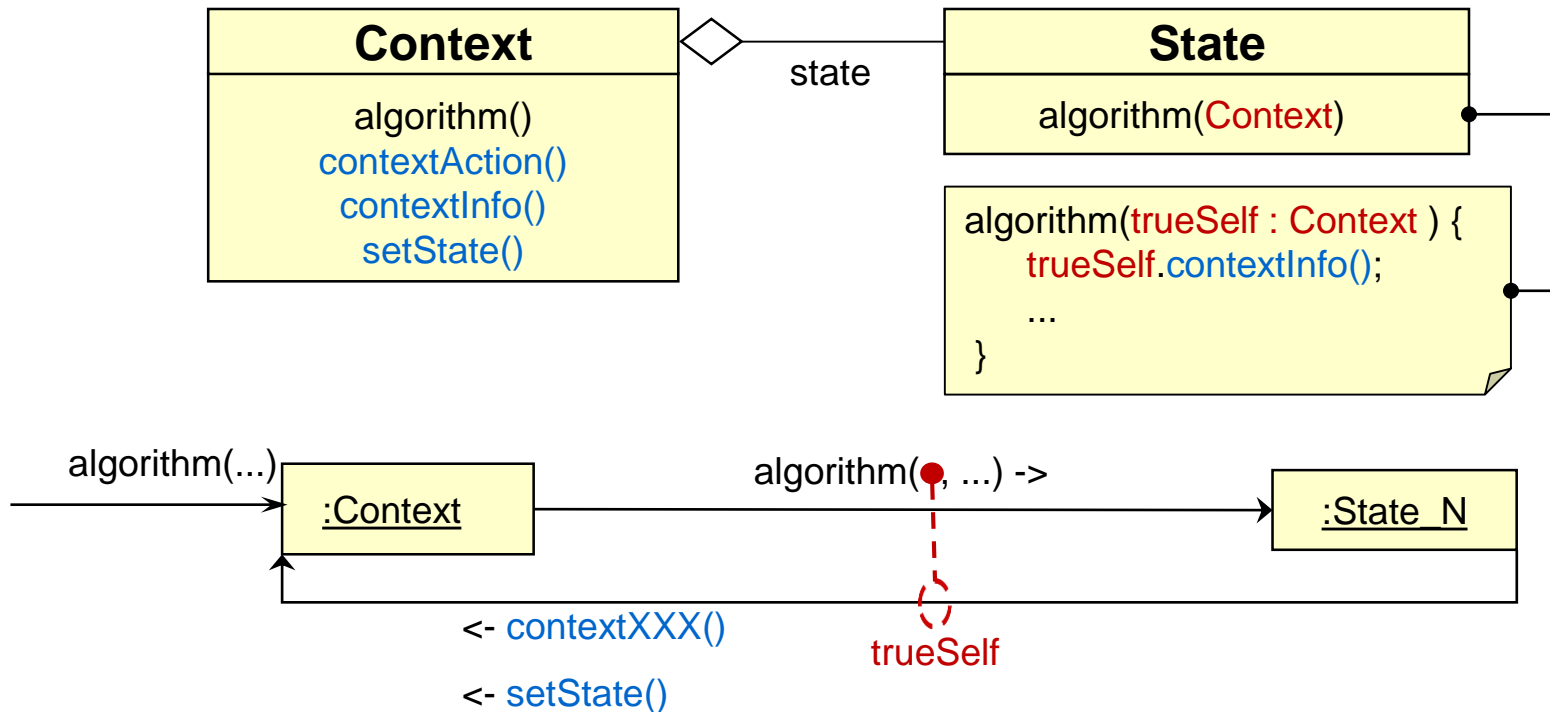 Context
algorithm()
contextAction()
contextInfo()
setState()
state
State
algorithm(Context)
algorithm(trueSelf : Context ) {
trueSelf.contextInfo();
...
}
algorithm(...)
:Context
algorithm( , ...) ->
:State_N
<- contextXXX()
trueSelf
<- setState()